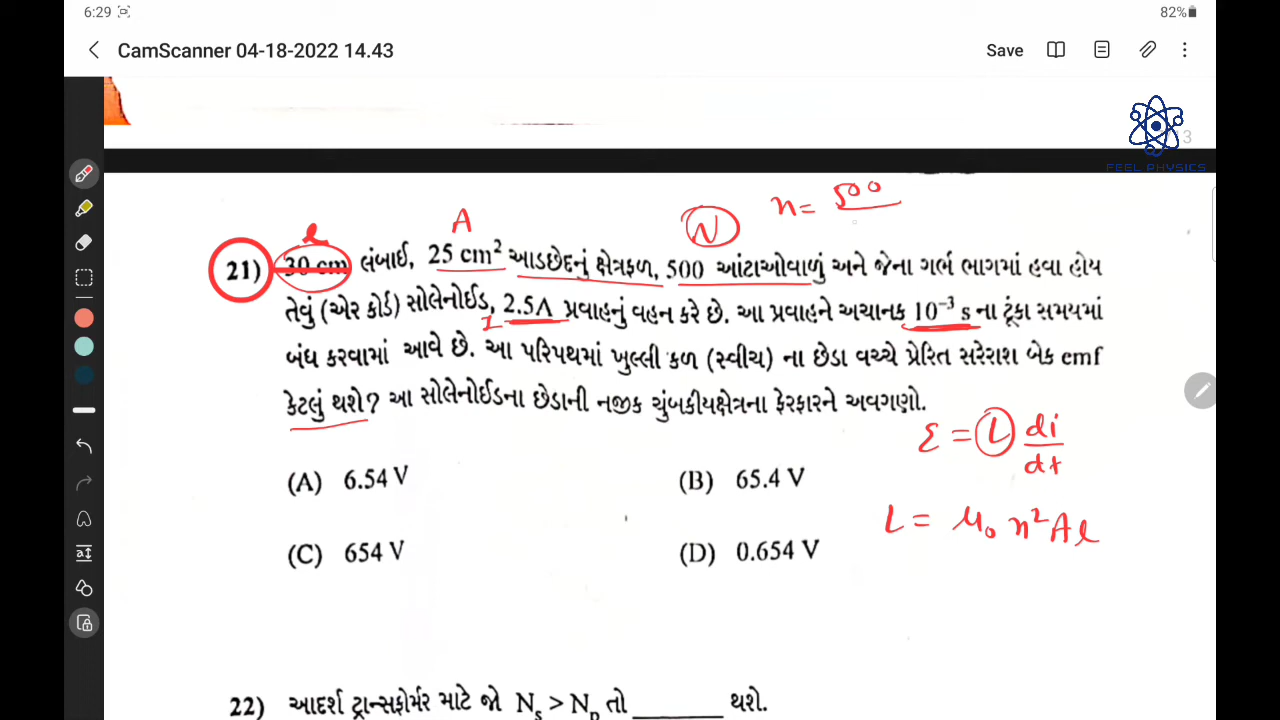 6:29
82%
CamScanner 04-18-2022 14.43
Save
13
FEEL PHYSICS
n = 500
l
A
N
21) 30 cm લંબાઈ, 25 cm² આડછેદનું ક્ષેત્રફળ, 500 આંટાઓવાળું અને જેના ગર્ભ ભાગમાં હવા હોય
તેવું (એર કોર્ડ) સોલેનોઈડ, 2.5A પ્રવાહનું વહન કરે છે. આ પ્રવાહને અચાનક 10⁻³ s ના ટૂંકા સમયમાં
I
બંધ કરવામાં આવે છે. આ પરિપથમાં ખુલ્લી કળ (સ્વીચ) ના છેડા વચ્ચે પ્રેરિત સરેરાશ બેક emf
કેટલું થશે? આ સોલેનોઈડના છેડાની નજીક ચુંબકીયક્ષેત્રના ફેરફારને અવગણો.
ε = L di/dt
(A) 6.54 V
(B) 65.4 V
L = μ₀ n² A l
(C) 654 V
(D) 0.654 V
22) આદર્શ ટ્રાન્સફોર્મર માટે જો Nₛ > Nₚ તો ______ થશે.